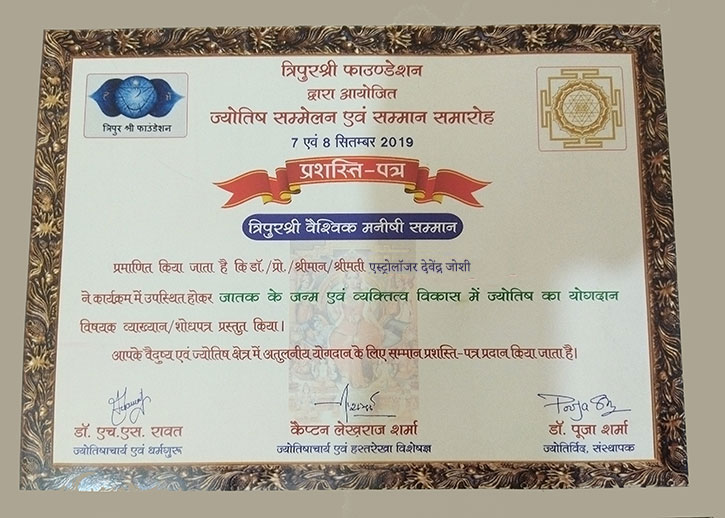 त्रिपुरश्री फाउण्डेशन
द्वारा आयोजित
ज्योतिष सम्मेलन एवं सम्मान समारोह
7 एवं 8 सितम्बर 2019
त्रिपुर श्री फाउंडेशन
प्रशस्ति-पत्र
त्रिपुरश्री वैश्विक मनीषी सम्मान
प्रमाणित किया जाता है कि डॉ./प्रो./श्रीमान/श्रीमती एस्ट्रोलॉजर देवेंद्र जोशी
ने कार्यक्रम में उपस्थित होकर जातक के जन्म एवं व्यक्तित्व विकास में ज्योतिष का योगदान
विषयक व्याख्यान/शोधपत्र प्रस्तुत किया।
आपके वैदुष्य एवं ज्योतिष क्षेत्र में अतुलनीय योगदान के लिए सम्मान प्रशस्ति-पत्र प्रदान किया जाता है।
Pooja
डॉ. एच.एस. रावत
ज्योतिषाचार्य एवं धर्मगुरू
कैप्टन लेखराज शर्मा
ज्योतिषाचार्य एवं हस्तरेखा विशेषज्ञ
डॉ. पूजा शर्मा
ज्योतिर्विद, संस्थापक